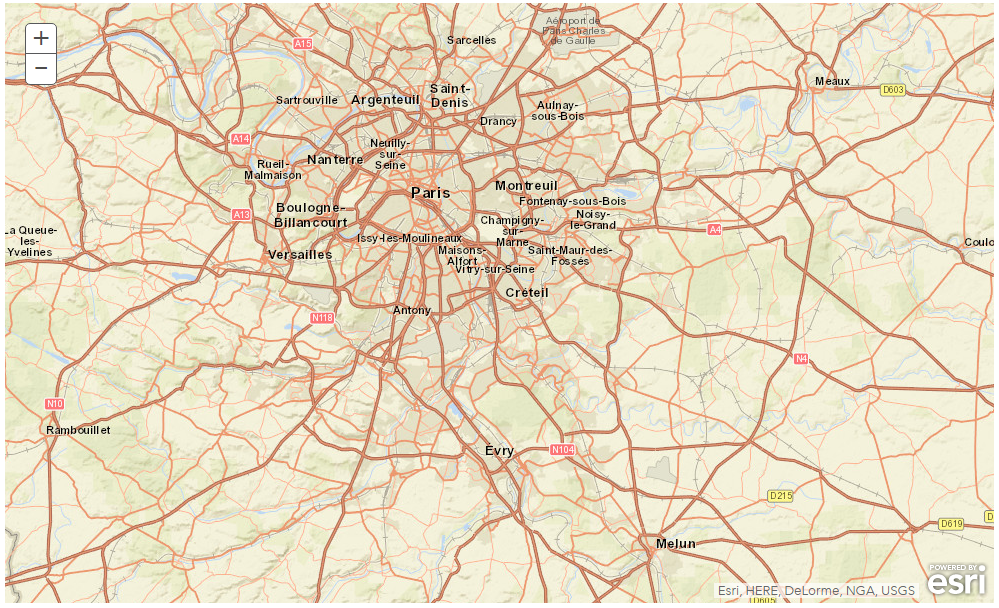 +
−
Sarcelles
Aéroport de
Paris Charles
de Gaulle
A15
Meaux
D603
Sartrouville
Argenteuil
Saint-
Denis
Aulnay-
sous-Bois
Drancy
A14
Neuilly-
sur-
Seine
Nanterre
Rueil-
Malmaison
Paris
Montreuil
Fontenay-sous-Bois
A13
Boulogne-
Billancourt
Champigny-
sur-
Marne
Noisy-
le-Grand
A4
La Queue-
les-
Yvelines
Issy-les-Moulineaux
Maisons-
Alfort
Saint-Maur-des-
Fossés
Coulo
Versailles
Vitry-sur-Seine
Créteil
Antony
N118
N4
N10
Rambouillet
Évry
N104
D215
D619
D
Melun
POWERED BY
esri
Esri, HERE, DeLorme, NGA, USGS
D605